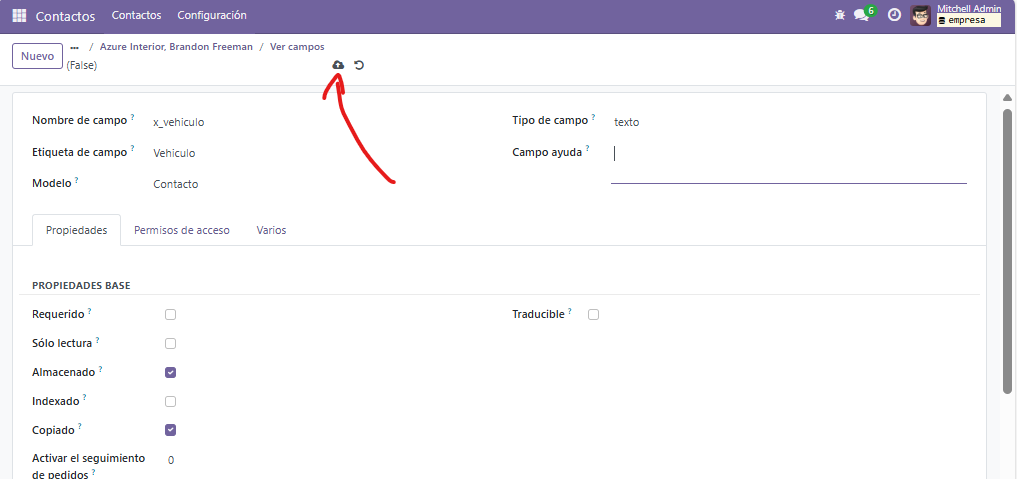 Contactos Contactos Configuración 6 Mitchell Admin
empresa
Nuevo ... / Azure Interior, Brandon Freeman / Ver campos
(False)
Nombre de campo ? x_vehiculo Tipo de campo ? texto
Etiqueta de campo ? Vehiculo Campo ayuda ?
Modelo ? Contacto
Propiedades Permisos de acceso Varios
PROPIEDADES BASE
Requerido ? Traducible ?
Sólo lectura ?
Almacenado ?
Indexado ?
Copiado ?
Activar el seguimiento 0
de pedidos ?